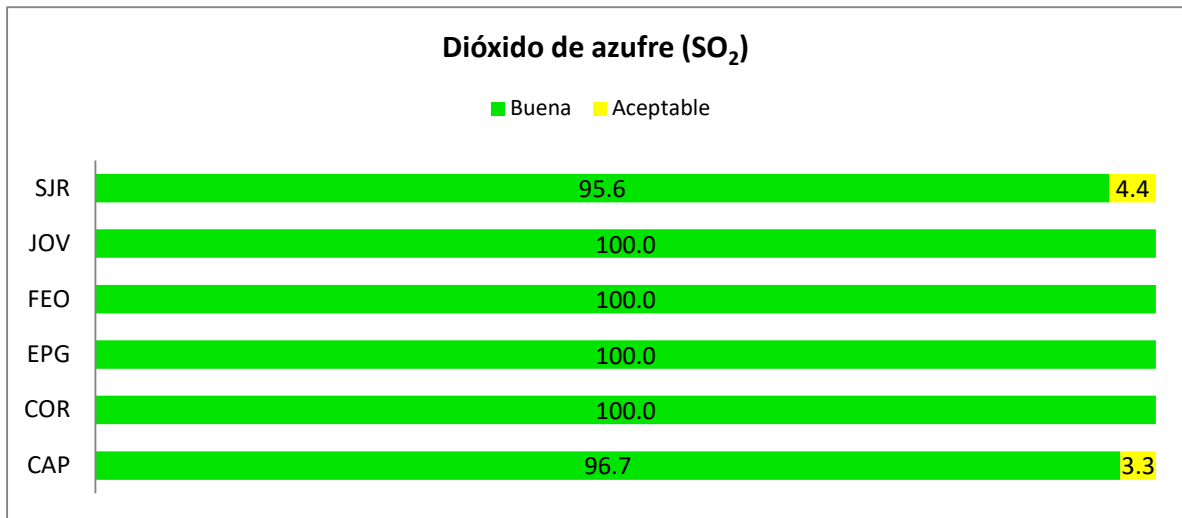 Dióxido de azufre (SO₂)
Buena Aceptable
SJR 95.6 4.4
JOV 100.0
FEO 100.0
EPG 100.0
COR 100.0
CAP 96.7 3.3